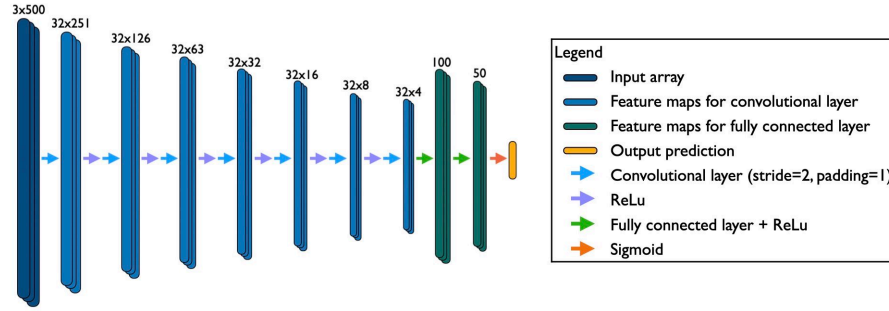 3x500
32x251
32x126
32x63
32x32
32x16
32x8
32x4
100
50
Legend
Input array
Feature maps for convolutional layer
Feature maps for fully connected layer
Output prediction
Convolutional layer (stride=2, padding=1)
ReLu
Fully connected layer + ReLu
Sigmoid